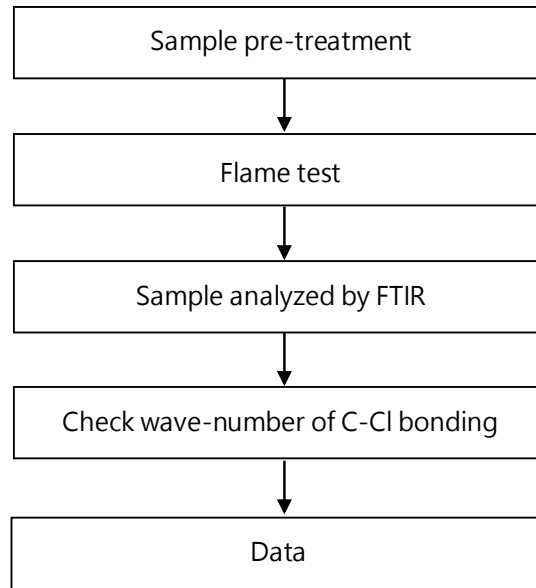 Sample pre-treatment
Flame test
Sample analyzed by FTIR
Check wave-number of C-Cl bonding
Data